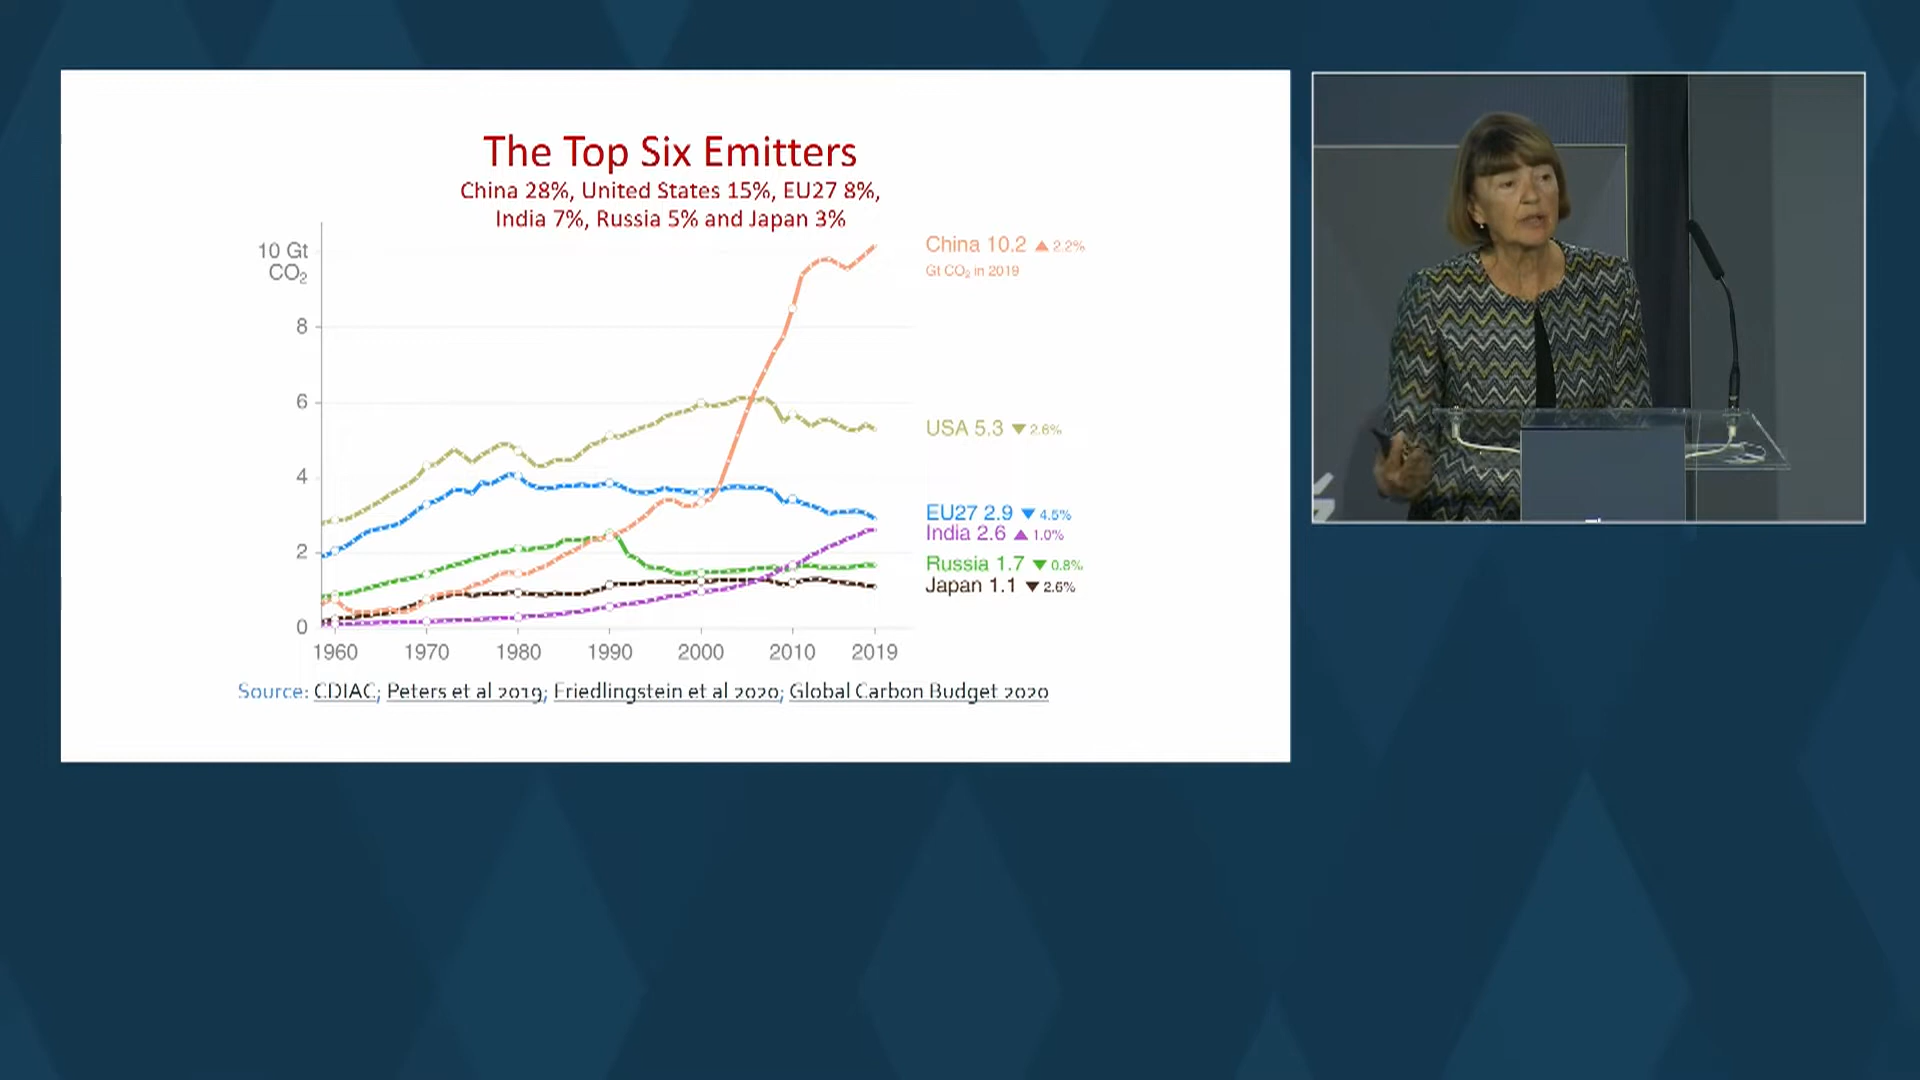 The Top Six Emitters
China 28%, United States 15%, EU27 8%,
India 7%, Russia 5% and Japan 3%
10 Gt
CO₂
8
6
4
2
0
1960 1970 1980 1990 2000 2010 2019
China 10.2 ▲ 2.2%
Gt CO₂ in 2019
USA 5.3 ▼ 2.6%
EU27 2.9 ▼ 4.5%
India 2.6 ▲ 1.0%
Russia 1.7 ▼ 0.8%
Japan 1.1 ▼ 2.6%
Source: CDIAC; Peters et al 2019; Friedlingstein et al 2020; Global Carbon Budget 2020